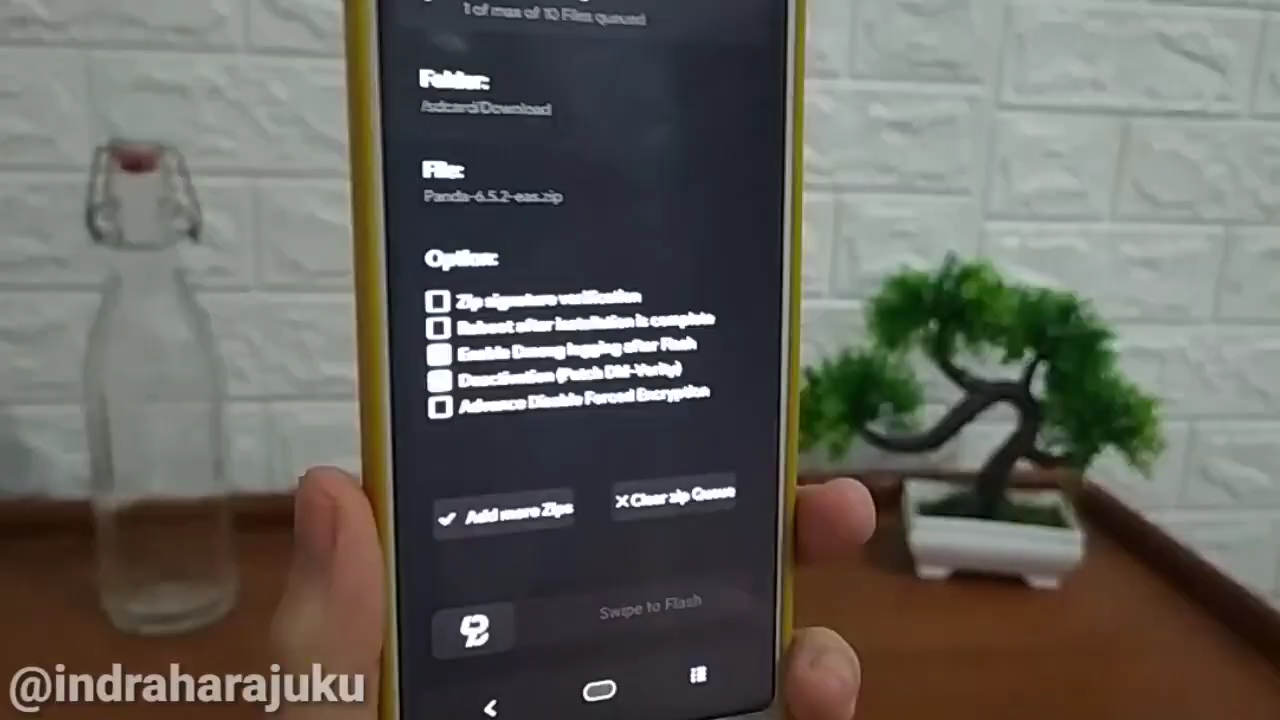 1 of max of 10 Files queued
Folder:
/sdcard/Download
File:
Panda-6.5.2-eas.zip
Option:
Zip signature verification
Reboot after installation is complete
Enable Dmesg logging after Flash
Deactivation (Patch DM-Verity)
Advance Disable Forced Encryption
Add more Zips
Clear zip Queue
Swipe to Flash
@indraharajuku